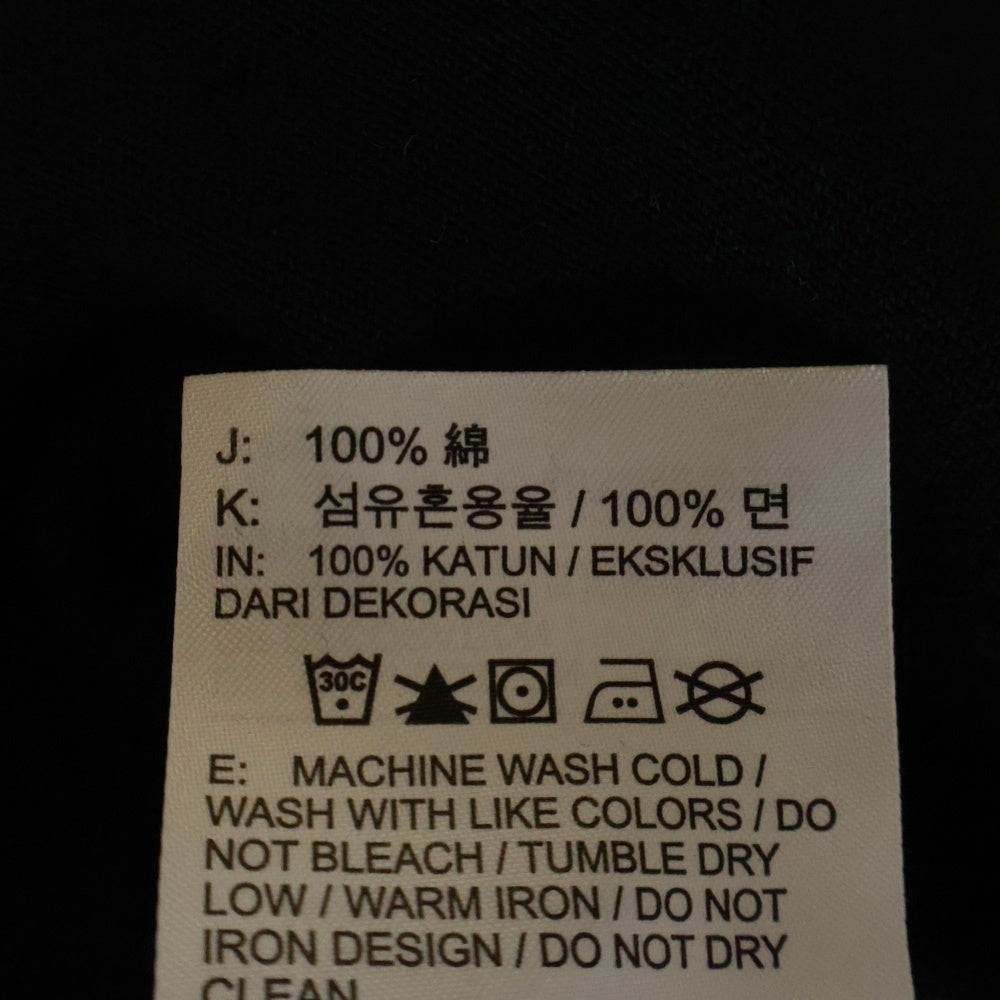 J: 100% 綿
K: 섬유혼용율 / 100% 면
IN: 100% KATUN / EKSKLUSIF
DARI DEKORASI
30C
E: MACHINE WASH COLD /
WASH WITH LIKE COLORS / DO
NOT BLEACH / TUMBLE DRY
LOW / WARM IRON / DO NOT
IRON DESIGN / DO NOT DRY
CLEAN